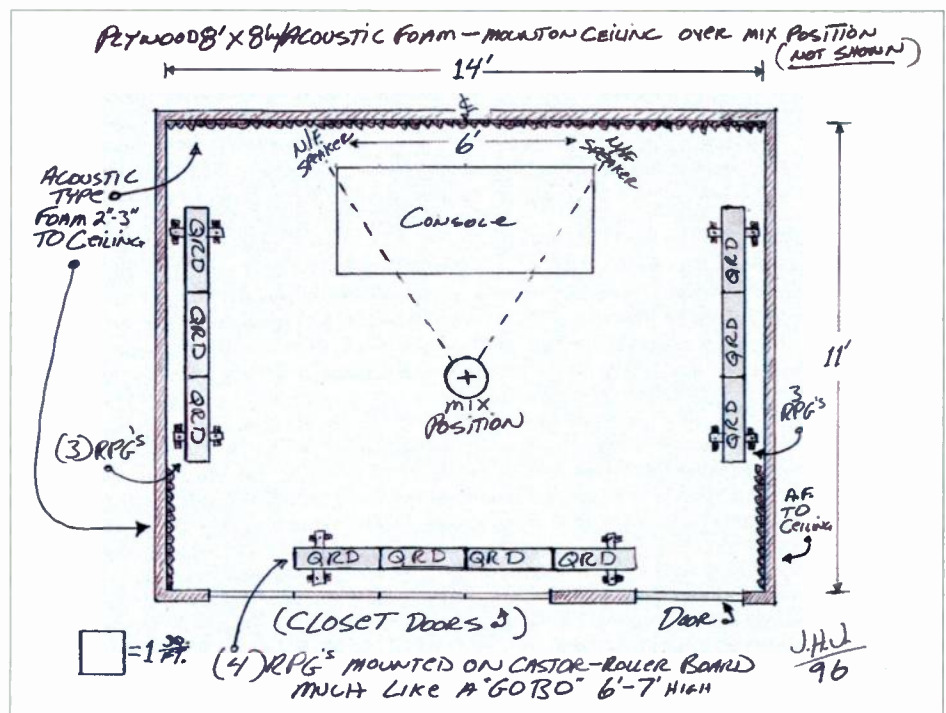 PLYWOOD 8' X 8' W/ACOUSTIC FOAM – MOUNT ON CEILING OVER MIX POSITION
(NOT SHOWN)
14'
N/F
SPEAKER
6'
N/F
SPEAKER
ACOUSTIC
TYPE
FOAM 2"-3"
TO CEILING
CONSOLE
QRD
QRD
QRD
QRD
QRD
QRD
11'
MIX
POSITION
(3) RPG'S
3
RPG'S
A.F.
TO
CEILING
QRD
QRD
QRD
QRD
(CLOSET DOORS)
DOOR
= 1 SQ. FT.
(4) RPG'S MOUNTED ON CASTOR-ROLLER BOARD
MUCH LIKE A "GOBO" 6'-7' HIGH
J.H.J.
96